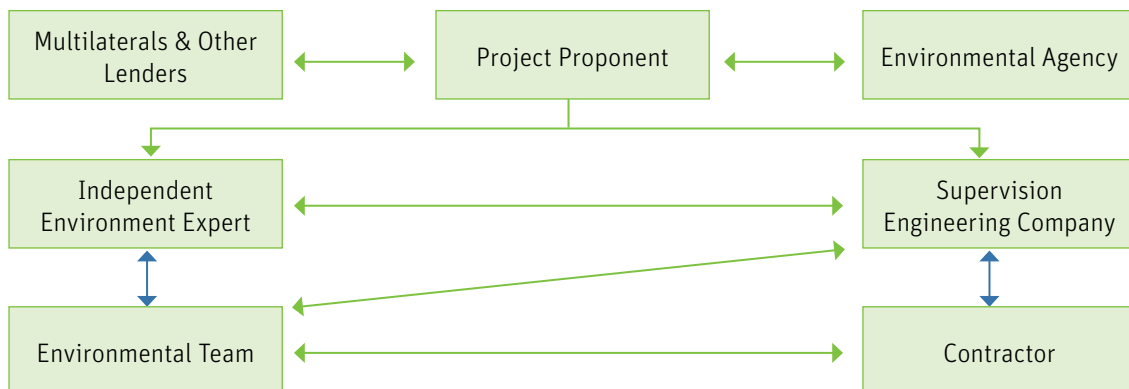 Multilaterals & Other
Lenders
Project Proponent
Environmental Agency
Independent
Environment Expert
Supervision
Engineering Company
Environmental Team
Contractor